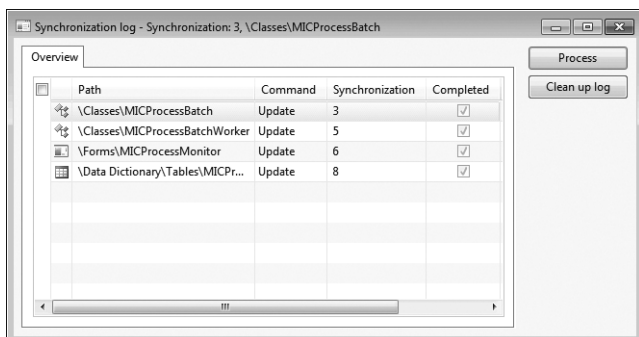 Synchronization log - Synchronization: 3, \Classes\MICProcessBatch
Overview
Process
Clean up log
Path Command Synchronization Completed
\Classes\MICProcessBatch Update 3
\Classes\MICProcessBatchWorker Update 5
\Forms\MICProcessMonitor Update 6
\Data Dictionary\Tables\MICPr... Update 8